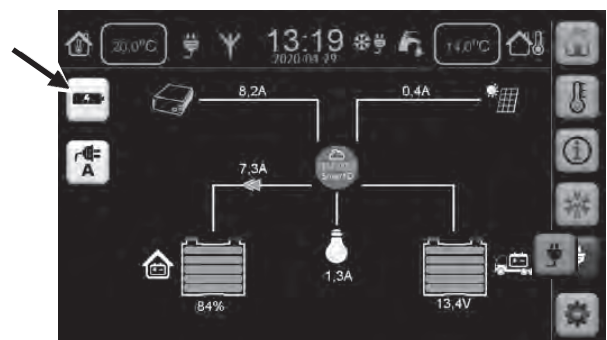 20.0°C 13:19 14.0°C
2020-04-29
8,2A 0,4A
A
7,3A
SmartD
1,3A
84% 13,4V